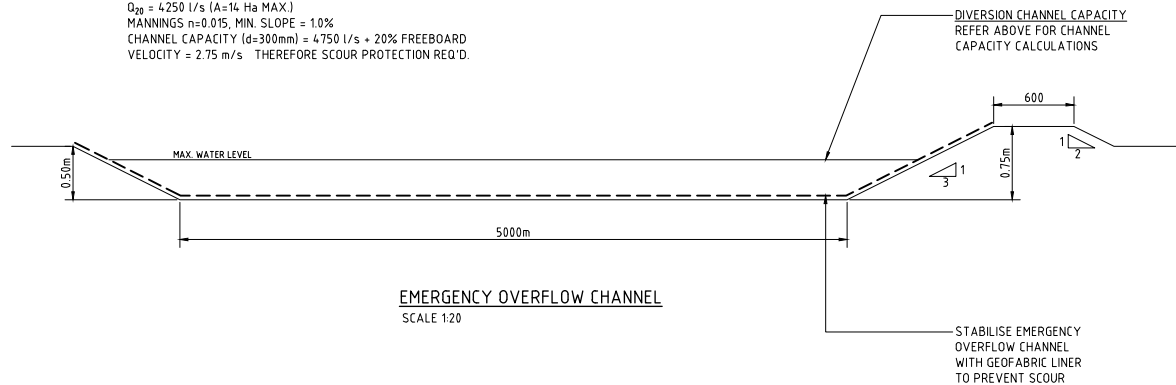 Q₂₀ = 4250 l/s (A=14 Ha MAX.)
MANNINGS n=0.015, MIN. SLOPE = 1.0%
CHANNEL CAPACITY (d=300mm) = 4750 l/s + 20% FREEBOARD
VELOCITY = 2.75 m/s THEREFORE SCOUR PROTECTION REQ'D.
DIVERSION CHANNEL CAPACITY
REFER ABOVE FOR CHANNEL
CAPACITY CALCULATIONS
600
MAX. WATER LEVEL
0.50m
1
2
1
3
0.75m
5000m
EMERGENCY OVERFLOW CHANNEL
SCALE 1:20
STABILISE EMERGENCY
OVERFLOW CHANNEL
WITH GEOFABRIC LINER
TO PREVENT SCOUR